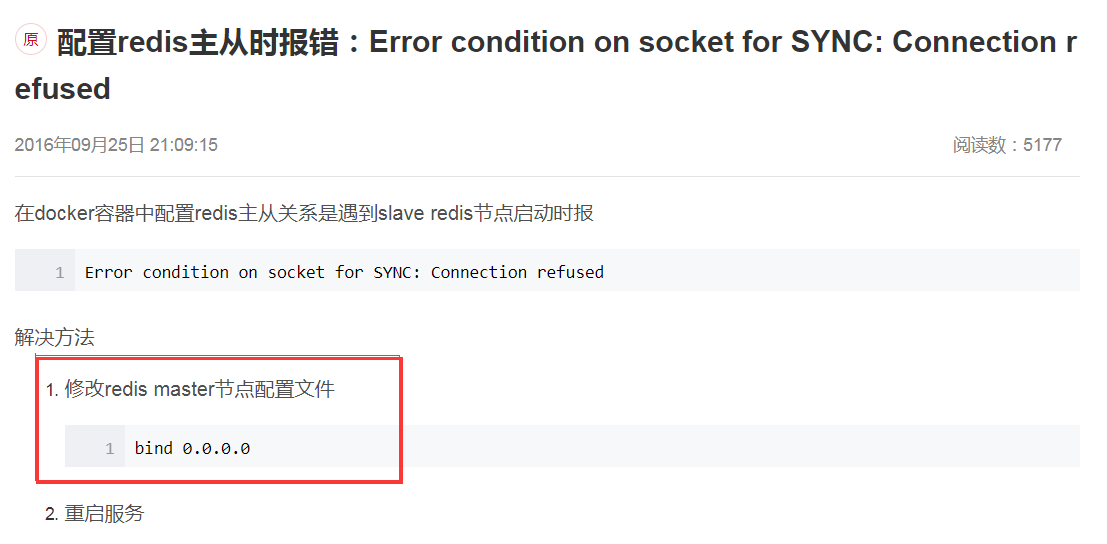 原 配置redis主从时报错：Error condition on socket for SYNC: Connection r
efused
2016年09月25日 21:09:15 阅读数：5177
在docker容器中配置redis主从关系是遇到slave redis节点启动时报
1 Error condition on socket for SYNC: Connection refused
解决方法
1. 修改redis master节点配置文件
1 bind 0.0.0.0
2. 重启服务